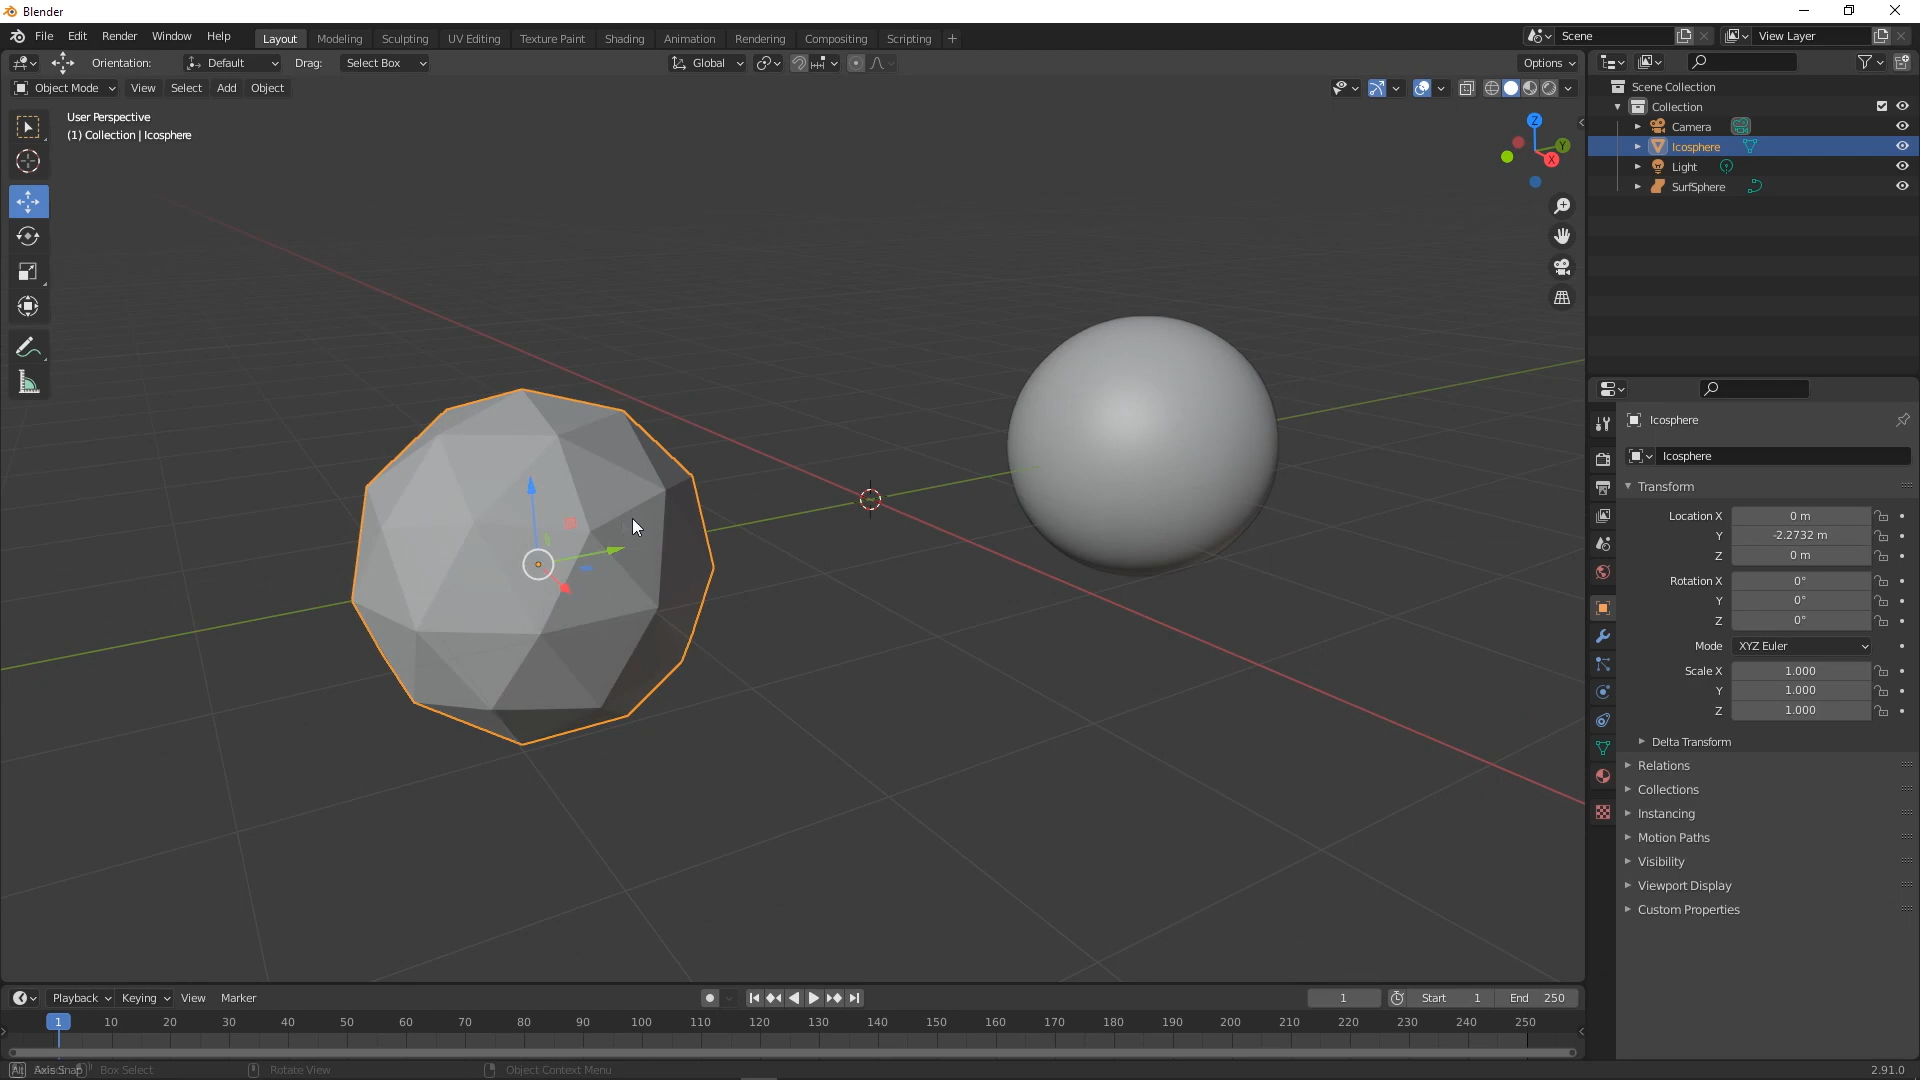 Blender
File Edit Render Window Help Layout Modeling Sculpting UV Editing Texture Paint Shading Animation Rendering Compositing Scripting + Scene View Layer
Orientation: Default Drag: Select Box Global Options
Object Mode View Select Add Object
User Perspective
(1) Collection | Icosphere
Z
Y
X
Scene Collection
Collection
Camera
Icosphere
Light
SurfSphere
Icosphere
Icosphere
Transform
Location X 0 m
Y -2.2732 m
Z 0 m
Rotation X 0°
Y 0°
Z 0°
Mode XYZ Euler
Scale X 1.000
Y 1.000
Z 1.000
Delta Transform
Relations
Collections
Instancing
Motion Paths
Visibility
Viewport Display
Custom Properties
Playback Keying View Marker 1 Start 1 End 250
1 10 20 30 40 50 60 70 80 90 100 110 120 130 140 150 160 170 180 190 200 210 220 230 240 250
Alt Axis Snap Box Select Rotate View Object Context Menu 2.91.0